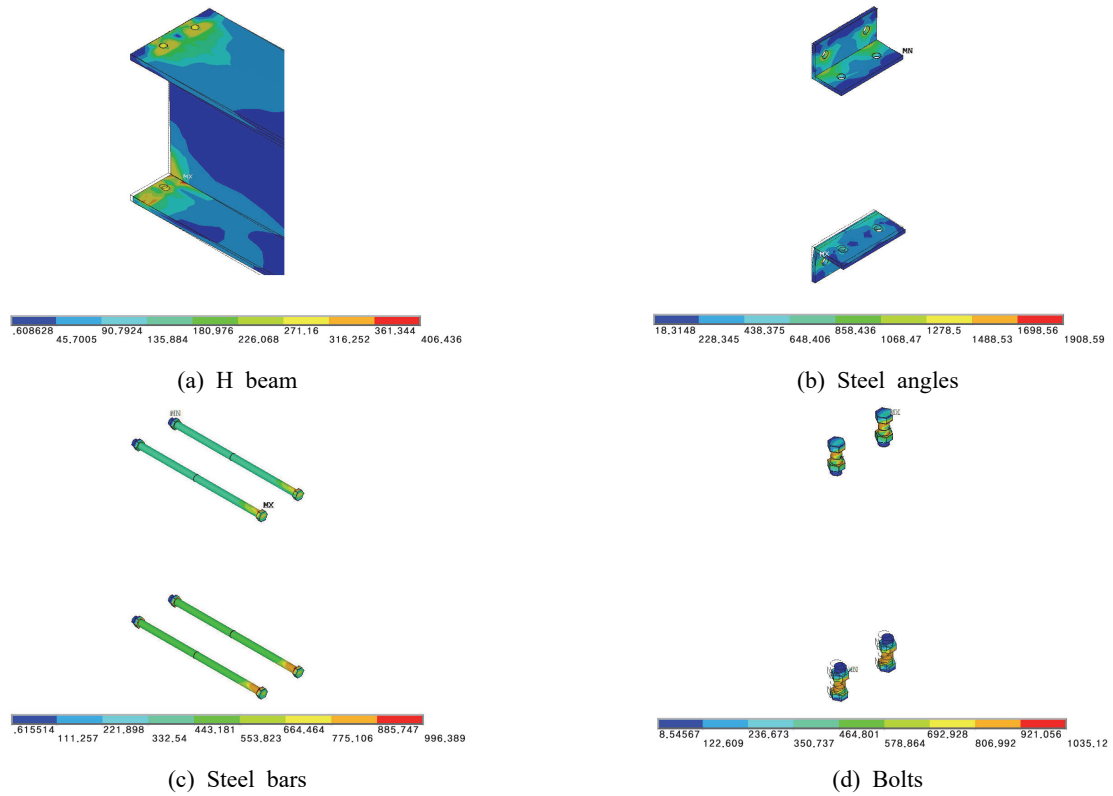 MX
MN
,608628 90,7924 180,976 271,16 361,344
45,7005 135,884 226,068 316,252 406,436
(a) H beam
MX
18,3148 438,375 858,436 1278,5 1698,56
228,345 648,406 1068,47 1488,53 1908,59
(b) Steel angles
MN
MX
,615514 221,898 443,181 664,464 885,747
111,257 332,54 553,823 775,106 996,389
(c) Steel bars
MX
MN
8,54567 236,673 464,801 692,928 921,056
122,609 350,737 578,864 806,992 1035,12
(d) Bolts